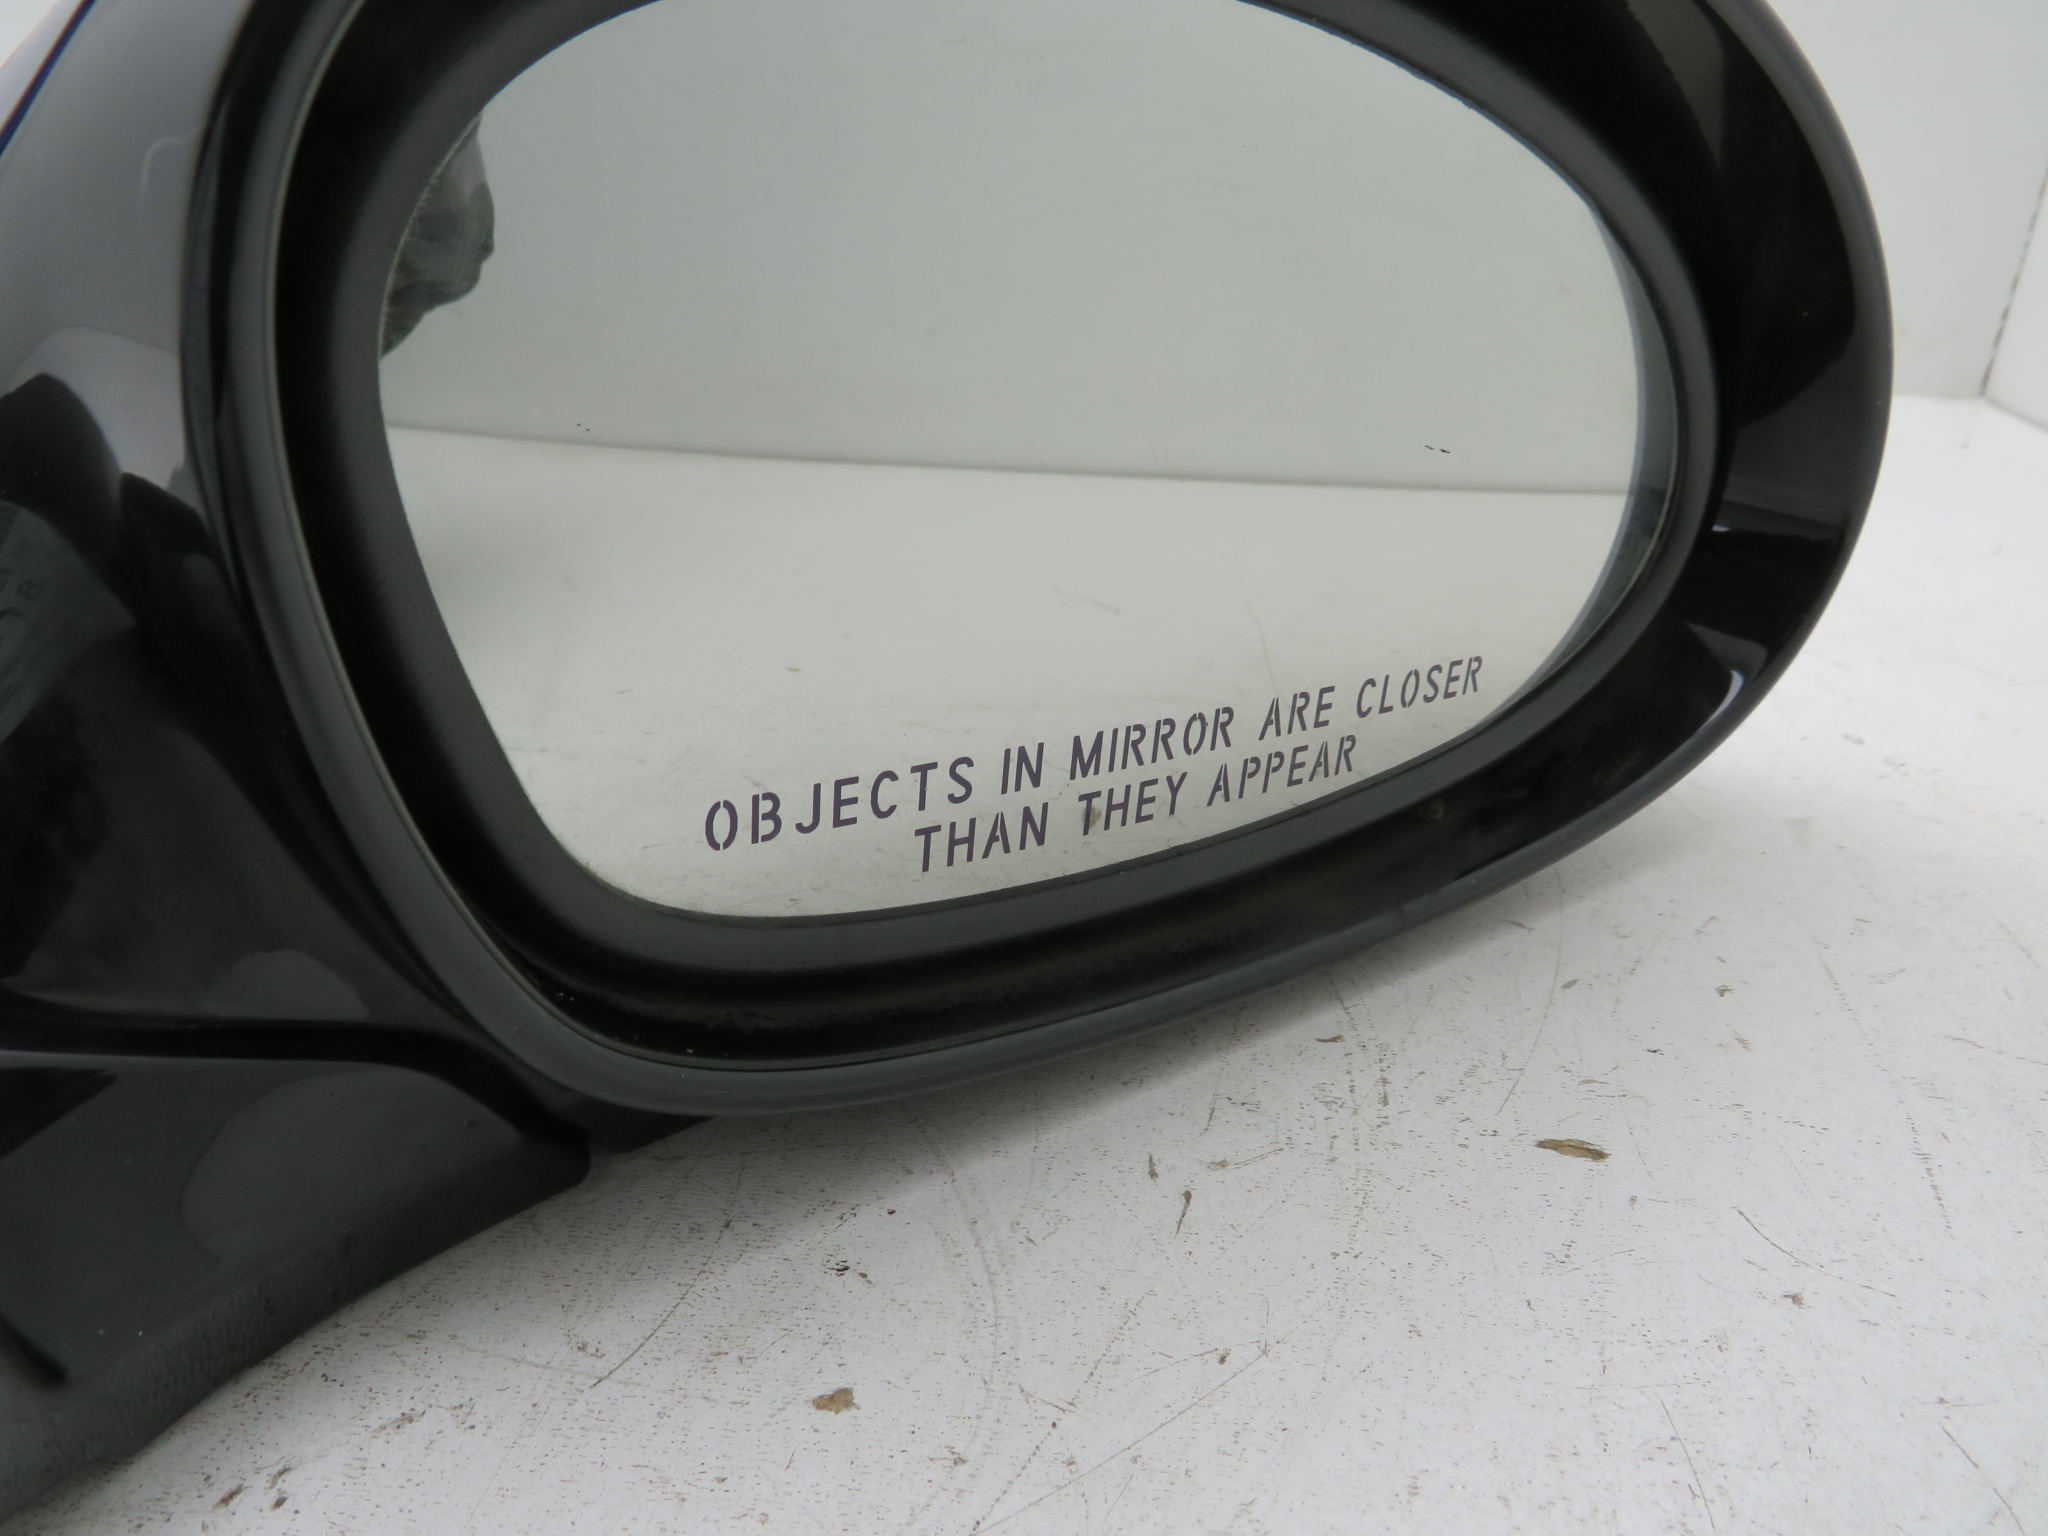 OBJECTS IN MIRROR ARE CLOSER
THAN THEY APPEAR